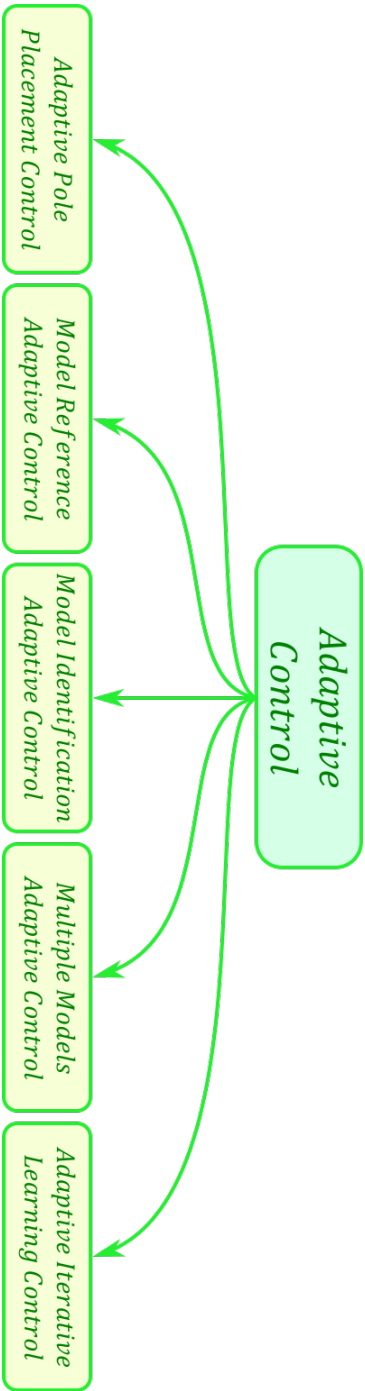 Adaptive
Control
Adaptive Pole
Placement Control
Model Reference
Adaptive Control
Model Identification
Adaptive Control
Multiple Models
Adaptive Control
Adaptive Iterative
Learning Control